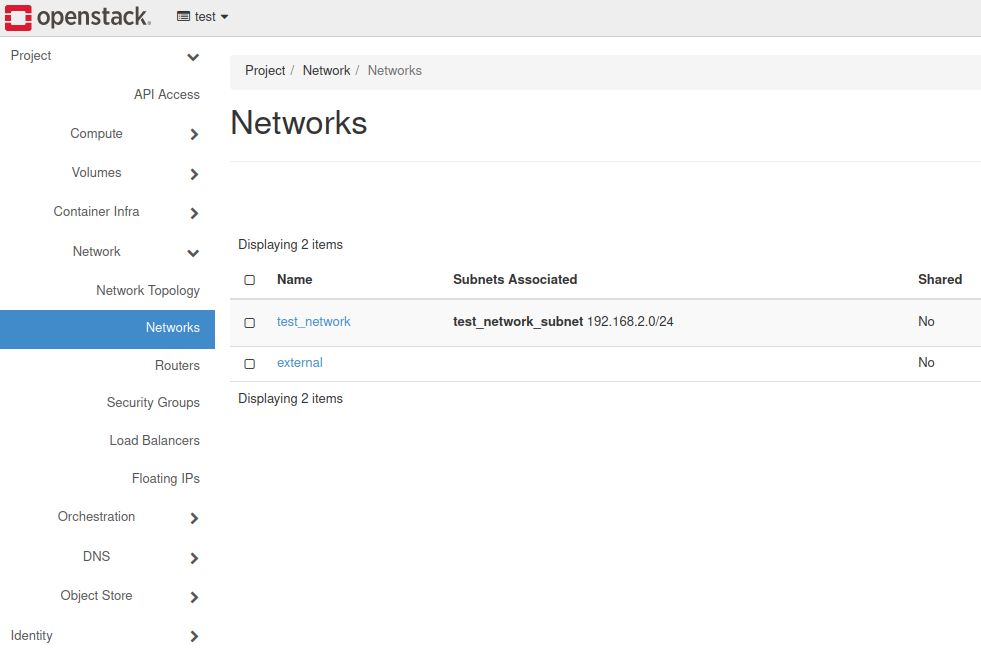 openstack. test
Project
API Access
Compute
Volumes
Container Infra
Network
Network Topology
Networks
Routers
Security Groups
Load Balancers
Floating IPs
Orchestration
DNS
Object Store
Identity
Project / Network / Networks
Networks
Displaying 2 items
Name Subnets Associated Shared
test_network test_network_subnet 192.168.2.0/24 No
external No
Displaying 2 items